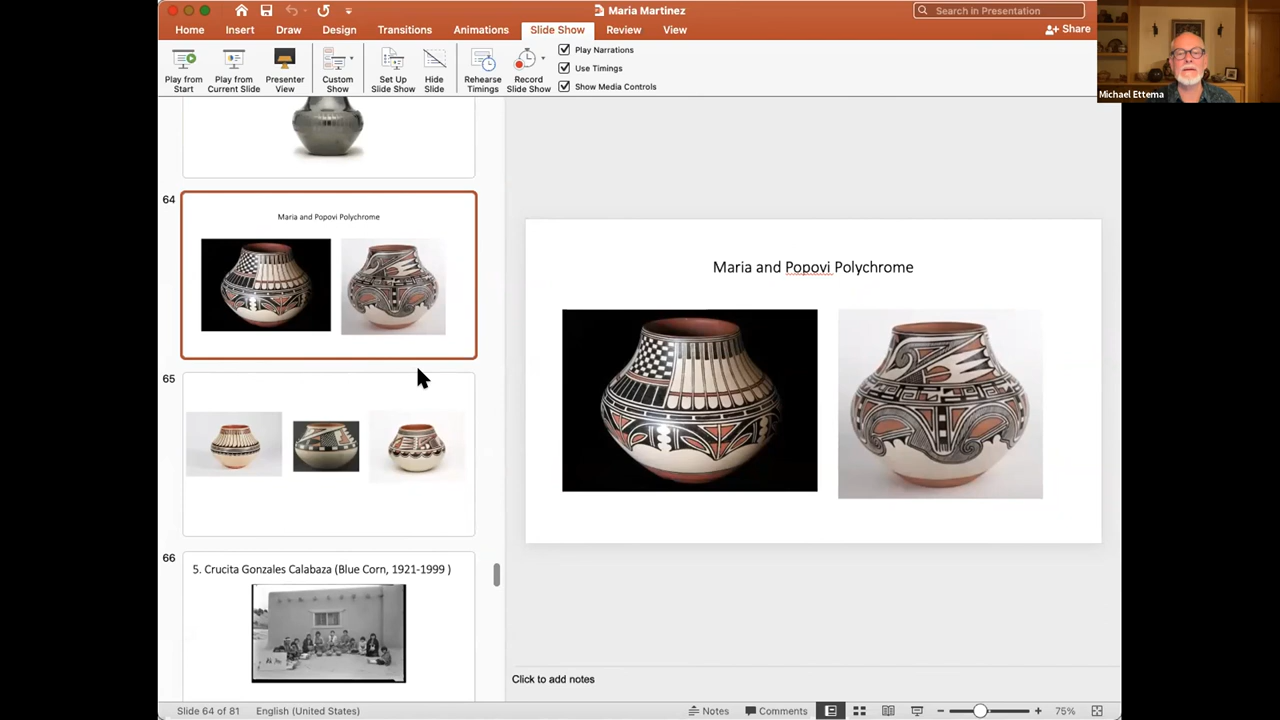 Maria Martinez
Search in Presentation
Home Insert Draw Design Transitions Animations Slide Show Review View
Share
Play from Start
Play from Current Slide
Presenter View
Custom Show
Set Up Slide Show
Hide Slide
Rehearse Timings
Record Slide Show
Play Narrations
Use Timings
Show Media Controls
Michael Ettema
64
Maria and Popovi Polychrome
65
66
5. Crucita Gonzales Calabaza (Blue Corn, 1921-1999 )
Maria and Popovi Polychrome
Click to add notes
Slide 64 of 81 English (United States) Notes Comments 75%